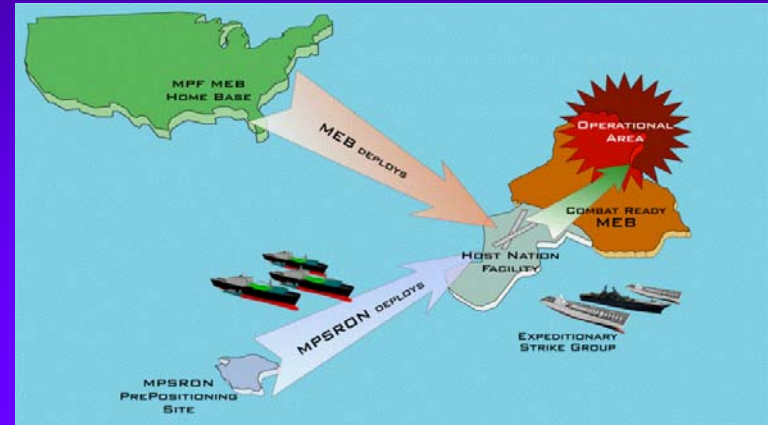 MPF MEB
HOME BASE
MEB DEPLOYS
OPERATIONAL
AREA
COMBAT READY
MEB
HOST NATION
FACILITY
MPSRON DEPLOYS
EXPEDITIONARY
STRIKE GROUP
MPSRON
PREPOSITIONING
SITE